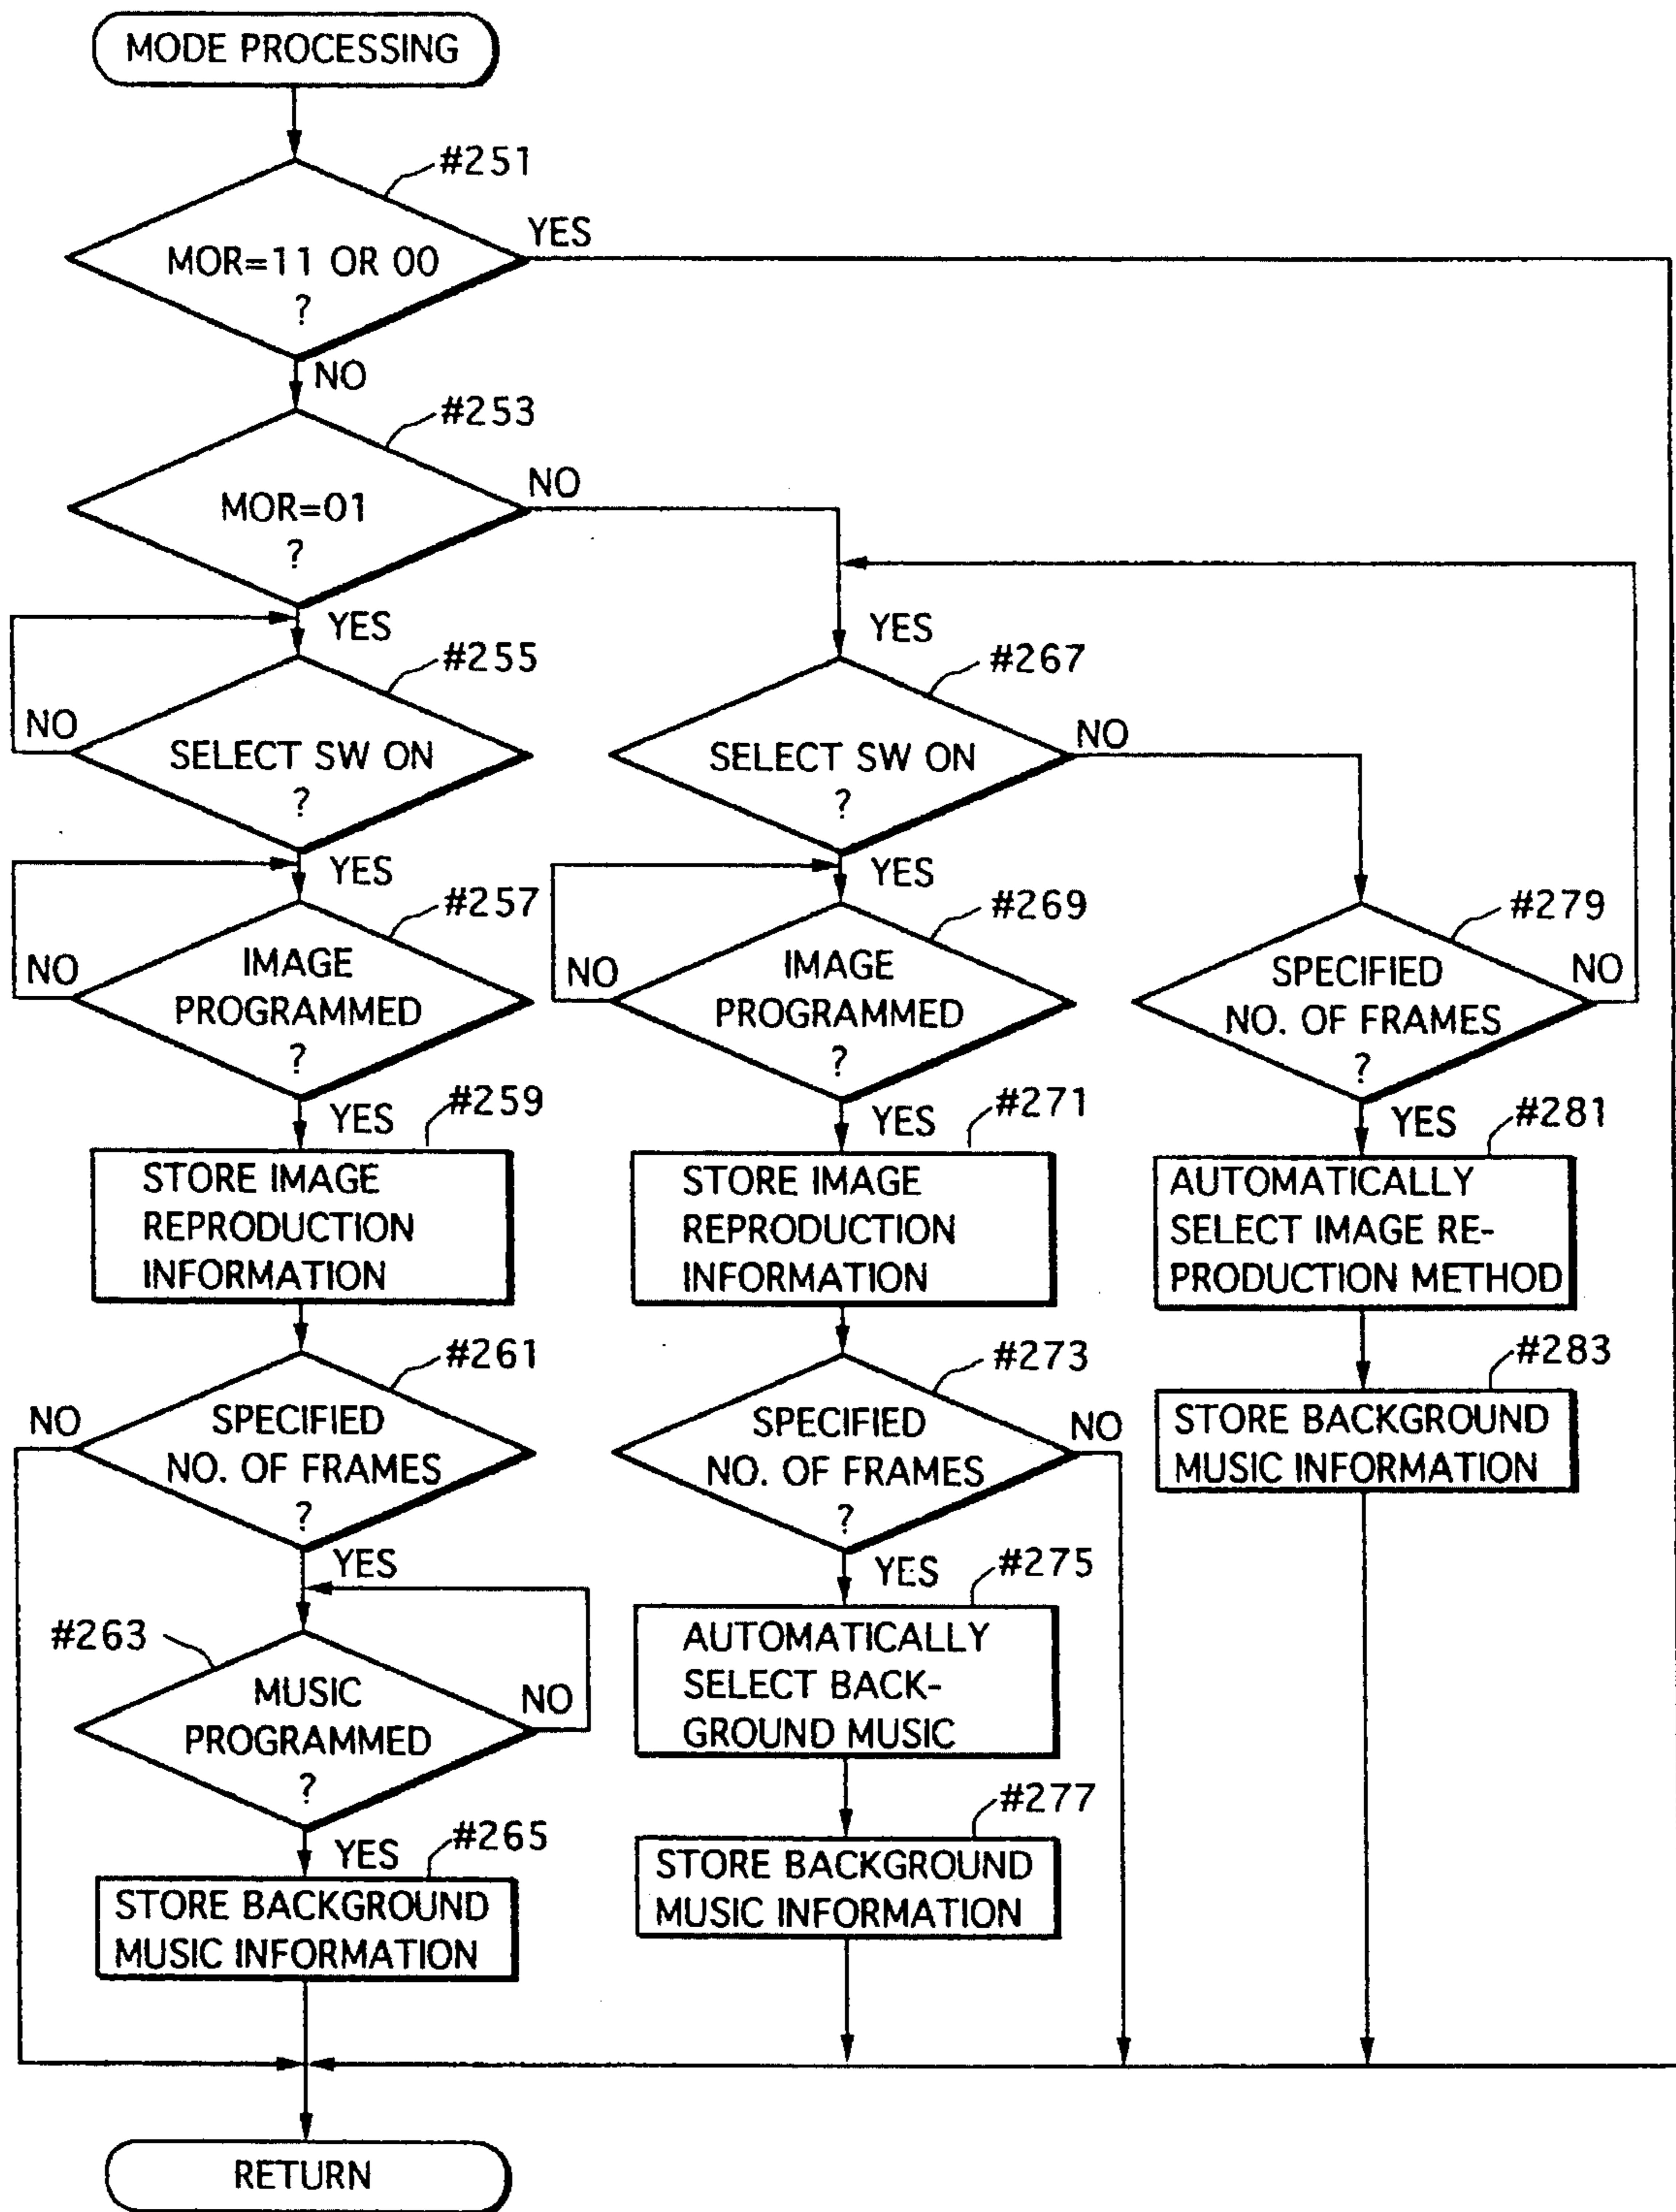 MODE PROCESSING
#251
MOR=11 OR 00
?
YES
NO
#253
MOR=01
?
NO
YES
#255
SELECT SW ON
?
NO
YES
#257
IMAGE
PROGRAMMED
?
NO
YES
#259
STORE IMAGE
REPRODUCTION
INFORMATION
#261
SPECIFIED
NO. OF FRAMES
?
NO
YES
#263
MUSIC
PROGRAMMED
?
NO
YES
#265
STORE BACKGROUND
MUSIC INFORMATION
YES
#267
SELECT SW ON
?
NO
YES
#269
IMAGE
PROGRAMMED
?
NO
YES
#271
STORE IMAGE
REPRODUCTION
INFORMATION
#273
SPECIFIED
NO. OF FRAMES
?
NO
YES
#275
AUTOMATICALLY
SELECT BACK-
GROUND MUSIC
#277
STORE BACKGROUND
MUSIC INFORMATION
#279
SPECIFIED
NO. OF FRAMES
?
NO
YES
#281
AUTOMATICALLY
SELECT IMAGE RE-
PRODUCTION METHOD
#283
STORE BACKGROUND
MUSIC INFORMATION
RETURN